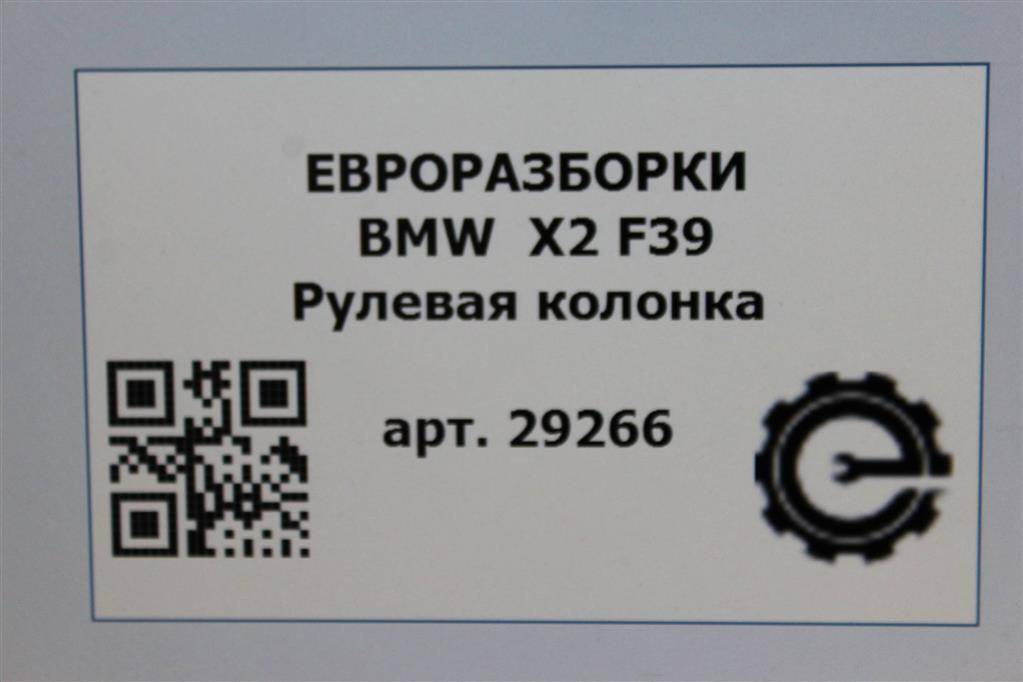 ЕВРОРАЗБОРКИ
BMW X2 F39
Рулевая колонка
арт. 29266